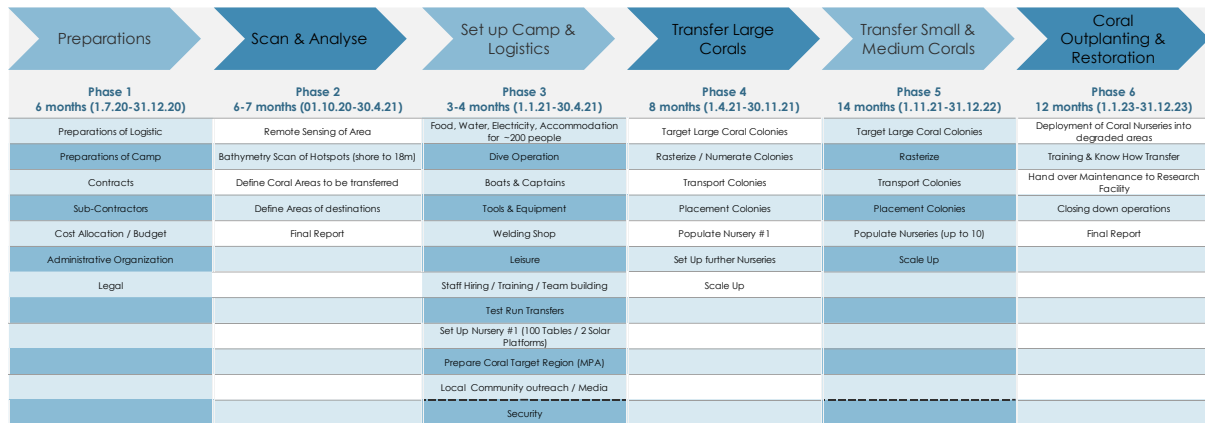 Preparations
Scan & Analyse
Set up Camp &
Logistics
Transfer Large
Corals
Transfer Small &
Medium Corals
Coral
Outplanting &
Restoration
Phase 1
6 months (1.7.20-31.12.20)
Phase 2
6-7 months (01.10.20-30.4.21)
Phase 3
3-4 months (1.1.21-30.4.21)
Phase 4
8 months (1.4.21-30.11.21)
Phase 5
14 months (1.11.21-31.12.22)
Phase 6
12 months (1.1.23-31.12.23)
Preparations of Logistic
Remote Sensing of Area
Food, Water, Electricity, Accommodation
for ~200 people
Target Large Coral Colonies
Target Large Coral Colonies
Deployment of Coral Nurseries into
degraded areas
Preparations of Camp
Bathymetry Scan of Hotspots (shore to 18m)
Dive Operation
Rasterize / Numerate Colonies
Rasterize
Training & Know How Transfer
Contracts
Define Coral Areas to be transferred
Boats & Captains
Transport Colonies
Transport Colonies
Hand over Maintenance to Research
Facility
Sub-Contractors
Define Areas of destinations
Tools & Equipment
Placement Colonies
Placement Colonies
Closing down operations
Cost Allocation / Budget
Final Report
Welding Shop
Populate Nursery #1
Populate Nurseries (up to 10)
Final Report
Administrative Organization
Leisure
Set Up further Nurseries
Scale Up
Legal
Staff Hiring / Training / Team building
Scale Up
Test Run Transfers
Set Up Nursery #1 (100 Tables / 2 Solar
Platforms)
Prepare Coral Target Region (MPA)
Local Community outreach / Media
Security